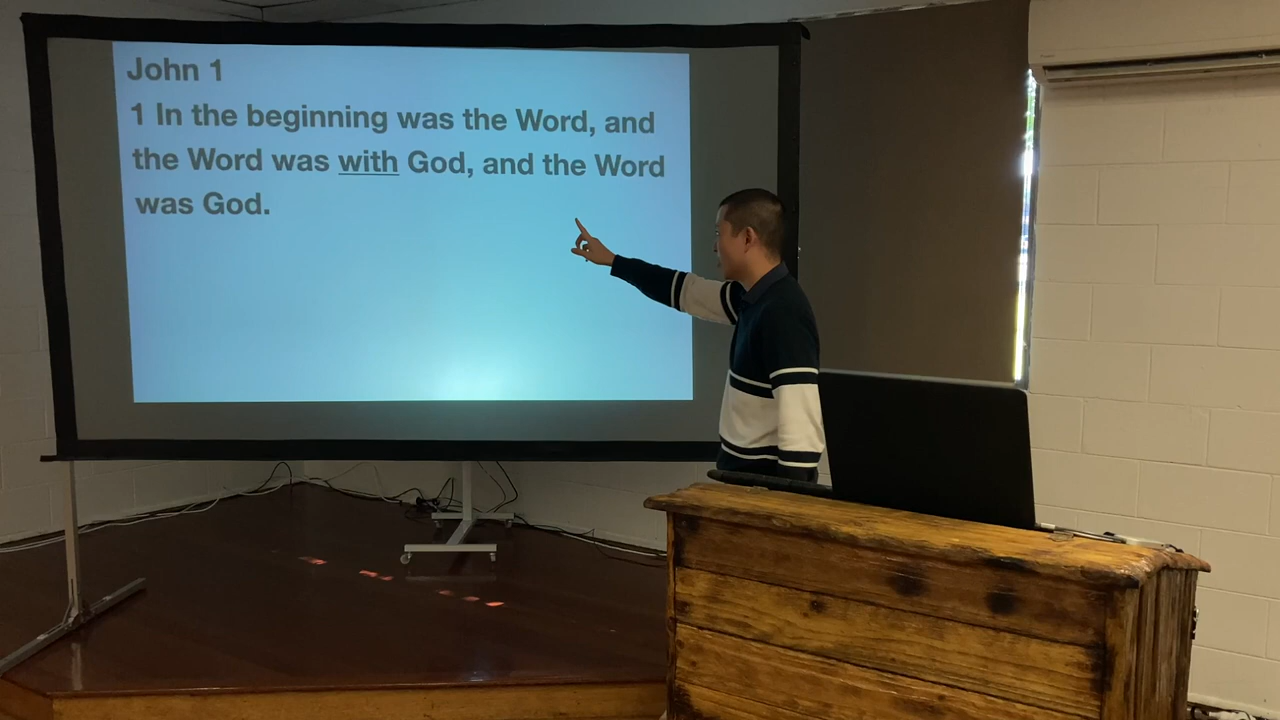 John 1
1 In the beginning was the Word, and
the Word was with God, and the Word
was God.